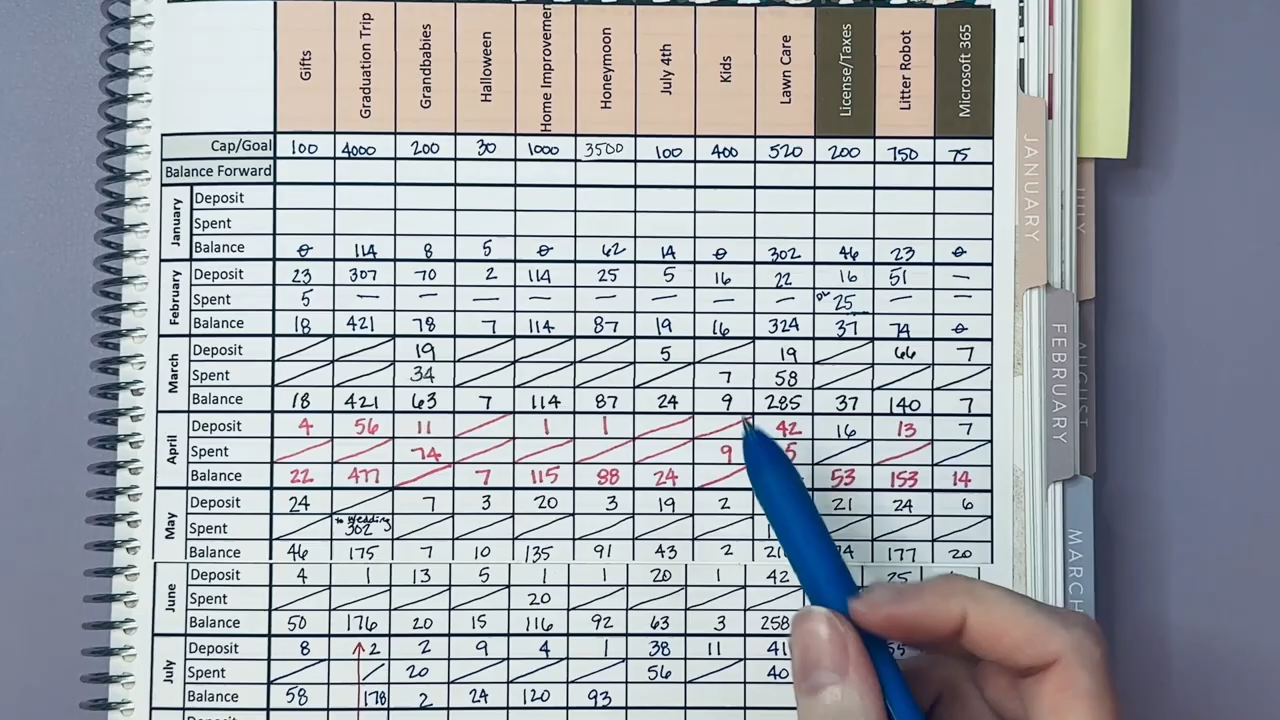 Gifts Graduation Trip Grandbabies Halloween Home Improvemen Honeymoon July 4th Kids Lawn Care License/Taxes Litter Robot Microsoft 365
Cap/Goal 100 4000 200 30 1000 3500 100 400 520 200 750 75
Balance Forward
January
Deposit
Spent
Balance 0 114 8 5 0 62 14 0 302 46 23 0
February
Deposit 23 307 70 2 114 25 5 16 22 16 51 —
Spent 5 — — — — — — — — DL 25 — —
Balance 18 421 78 7 114 87 19 16 324 37 74 0
March
Deposit 19 5 19 66 7
Spent 34 7 58
Balance 18 421 63 7 114 87 24 9 285 37 140 7
April
Deposit 4 56 11 1 1 42 16 13 7
Spent 74 9 5
Balance 22 477 7 115 88 24 53 153 14
May
Deposit 24 7 3 20 3 19 2 21 24 6
Spent to Wedding 302
Balance 46 175 7 10 135 91 43 2 177 20
June
Deposit 4 13 5 1 1 20 1 42 25
Spent 20
Balance 50 176 20 15 116 92 63 3 258
July
Deposit 8 2 2 9 4 1 38 11 41
Spent 20 56 40
Balance 58 178 2 24 120 93
JANUARY
FEBRUARY
MARCH
JULY
AUGUST